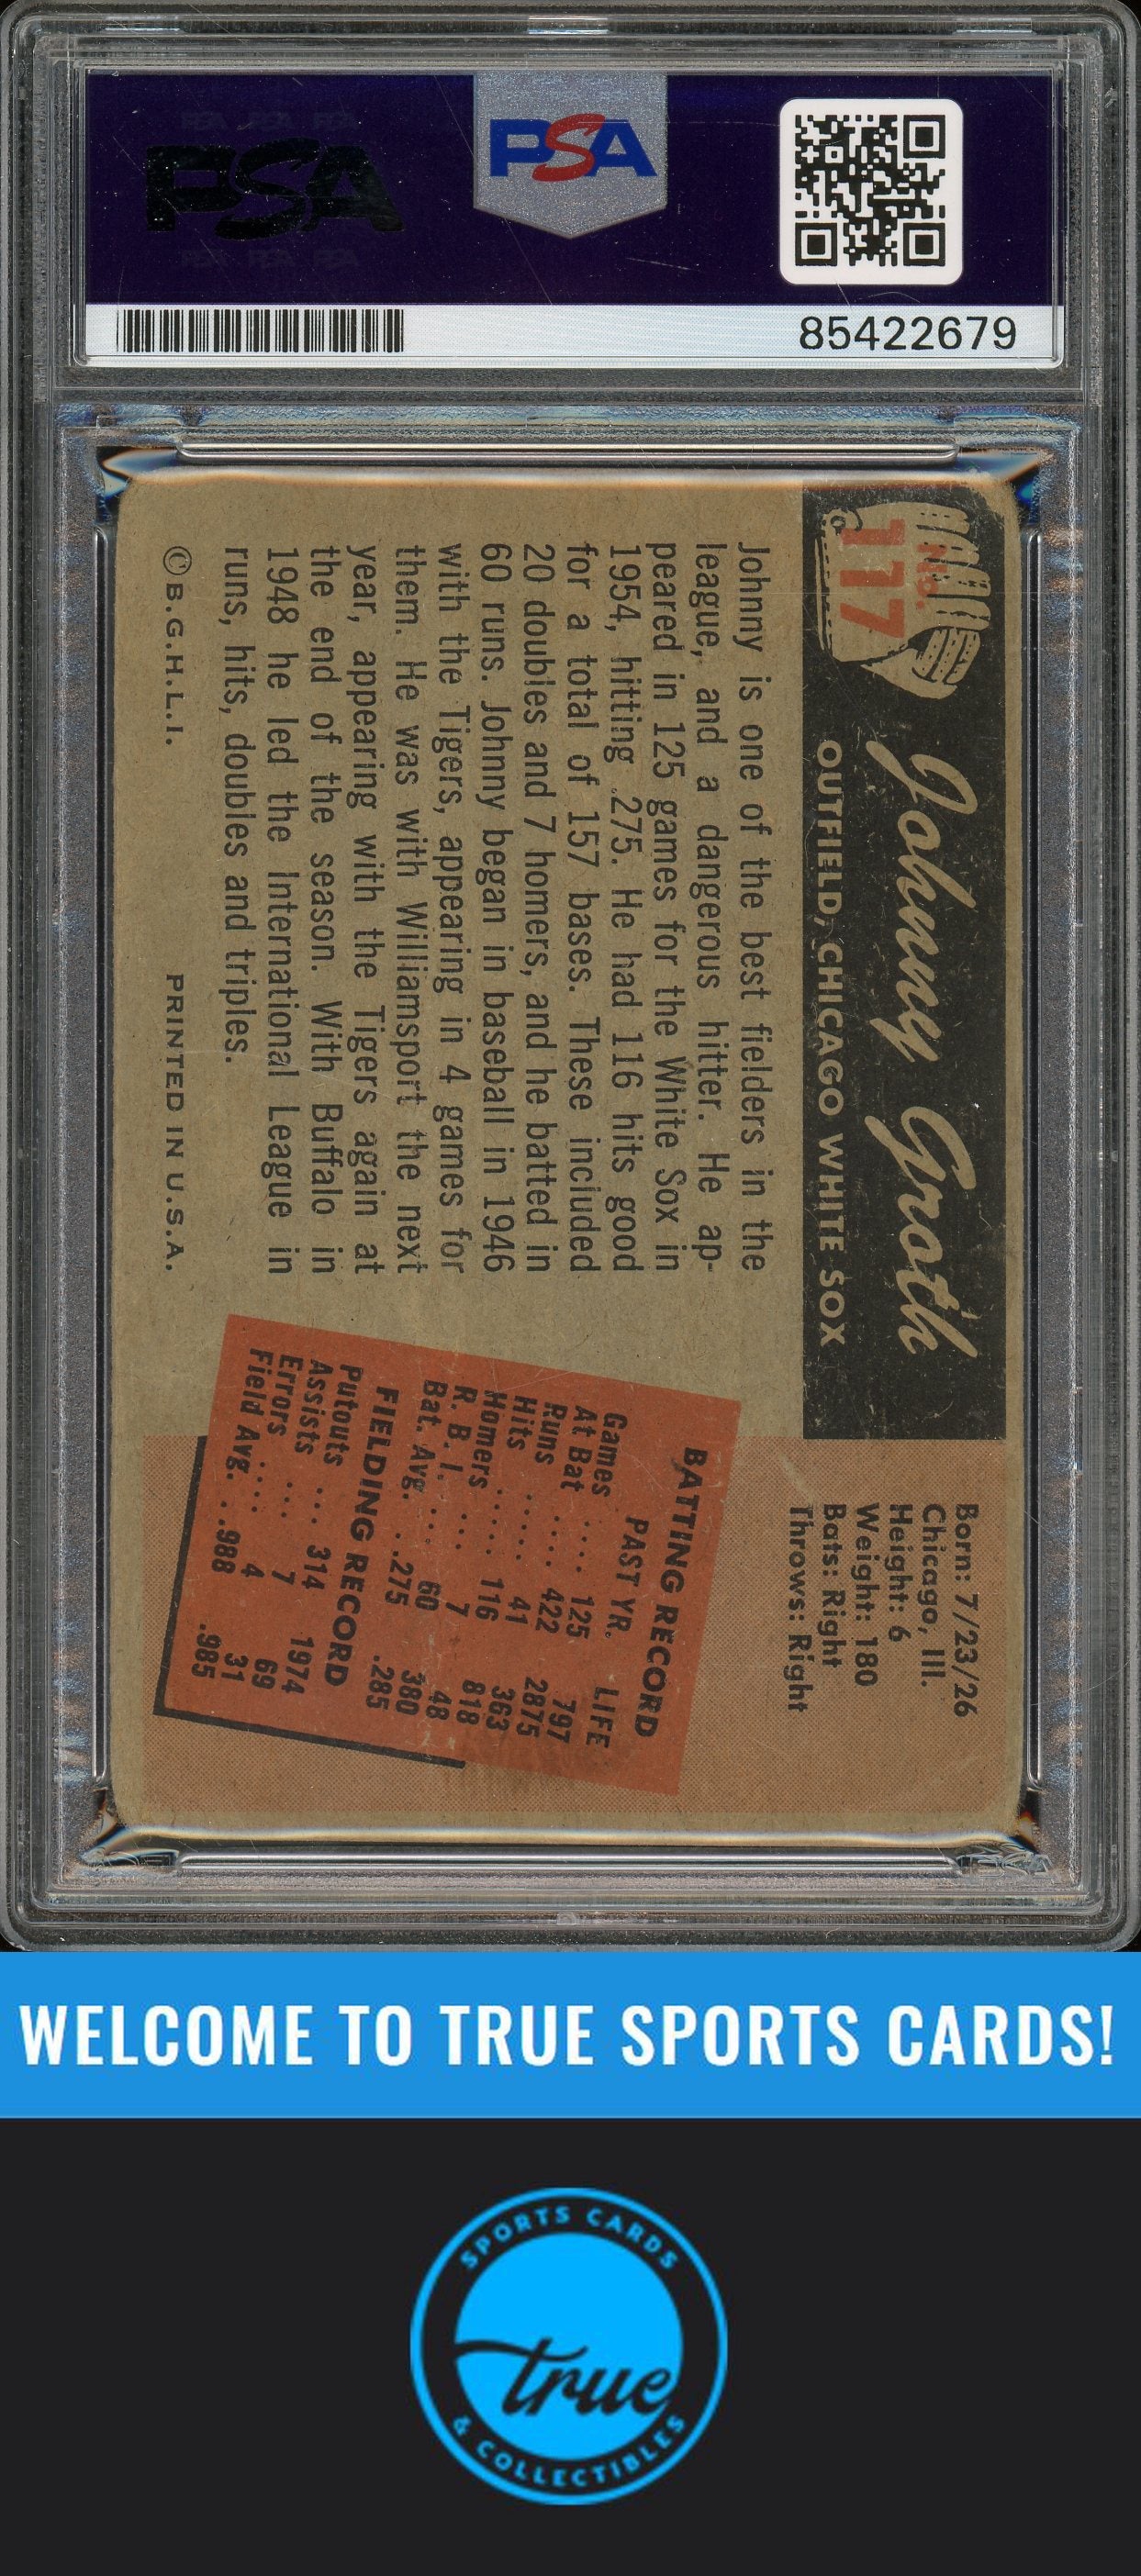 PSA
PSA
85422679
No.
117
Johnny Groth
OUTFIELD, CHICAGO WHITE SOX
Born: 7/23/26
Chicago, Ill.
Height: 6
Weight: 180
Bats: Right
Throws: Right
Johnny is one of the best fielders in the
league, and a dangerous hitter. He ap-
peared in 125 games for the White Sox in
1954, hitting .275. He had 116 hits good
for a total of 157 bases. These included
20 doubles and 7 homers, and he batted in
60 runs. Johnny began in baseball in 1946
with the Tigers, appearing in 4 games for
them. He was with Williamsport the next
year, appearing with the Tigers again at
the end of the season. With Buffalo in
1948 he led the International League in
runs, hits, doubles and triples.
BATTING RECORD
PAST YR. LIFE
Games .... 125 797
At Bat .... 422 2875
Runs ..... 41 363
Hits ..... 116 818
Homers ... 7 48
R. B. I. ... 60 380
Bat. Avg. .. .275 .285
FIELDING RECORD
Putouts ... 314 1974
Assists ... 7 69
Errors .... 4 31
Field Avg. .. .988 .985
© B.G.H.L.I. PRINTED IN U.S.A.
WELCOME TO TRUE SPORTS CARDS!
SPORTS CARDS
true
& COLLECTIBLES